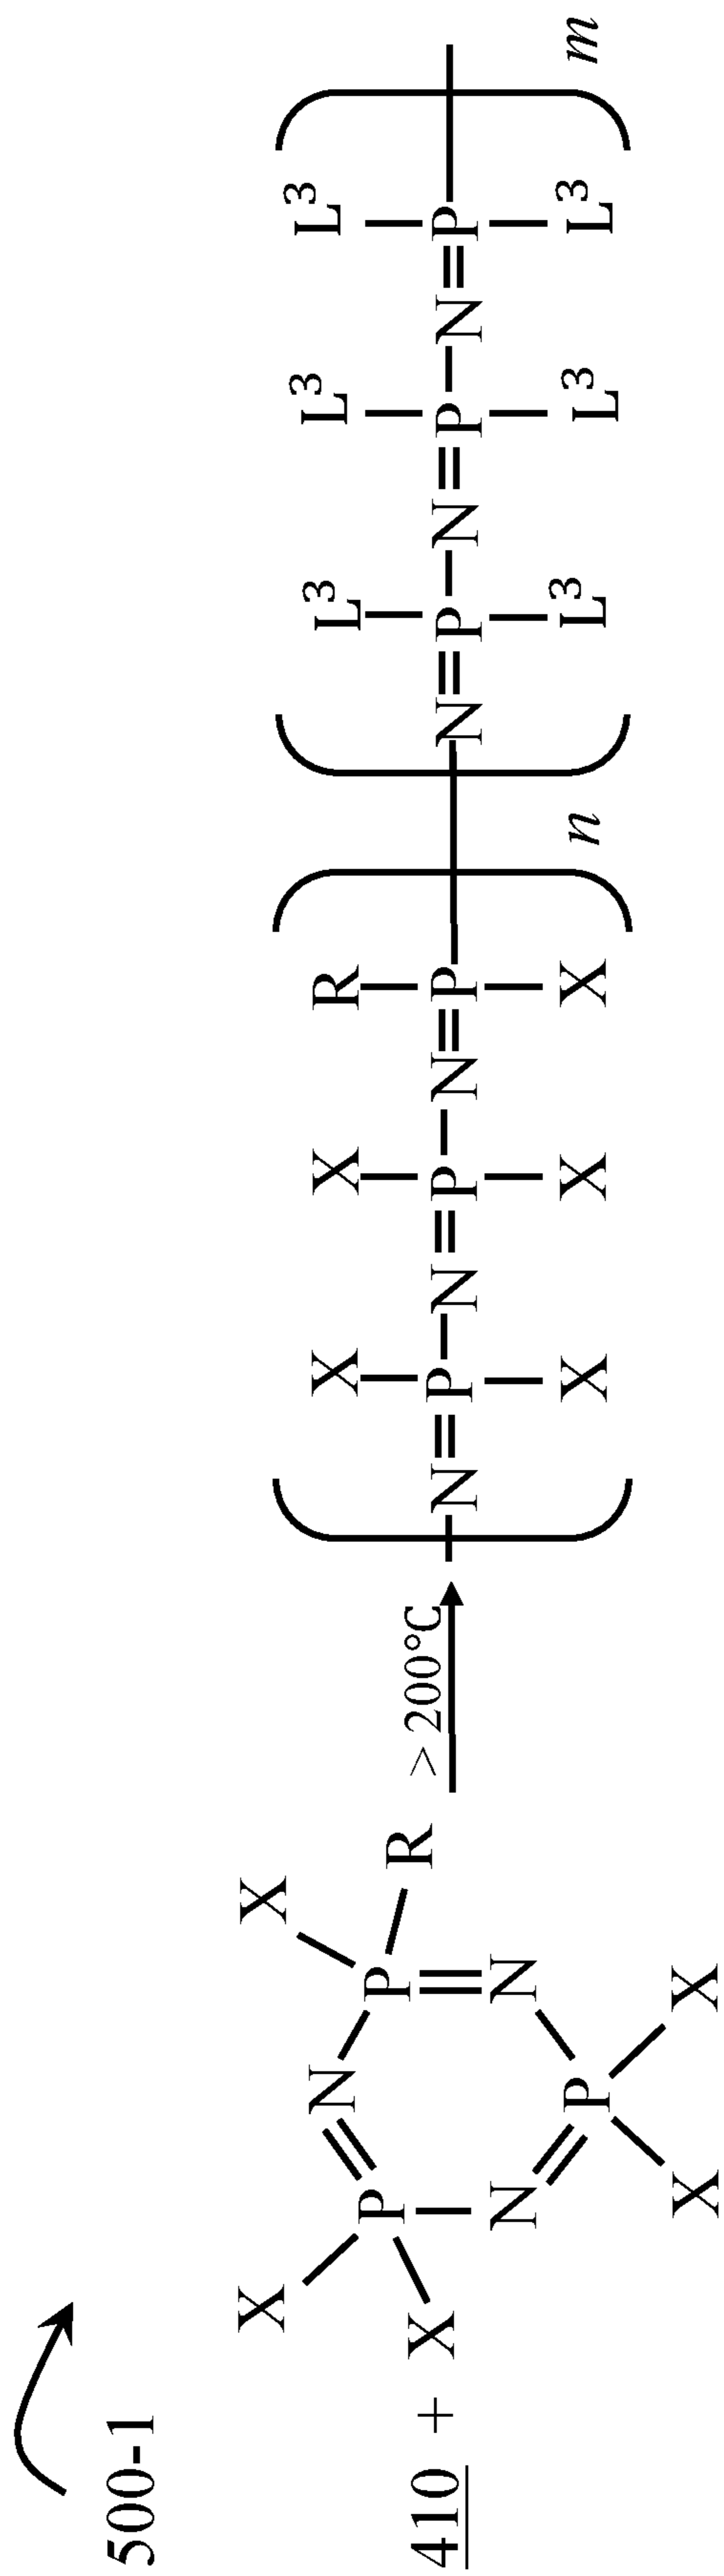 500-1
X X
P N P R
X N N
P
X X
410 + > 200°C
X X R L³ L³ L³
N=P–N=P–N=P N=P–N=P–N=P
X X X n L³ L³ L³ m